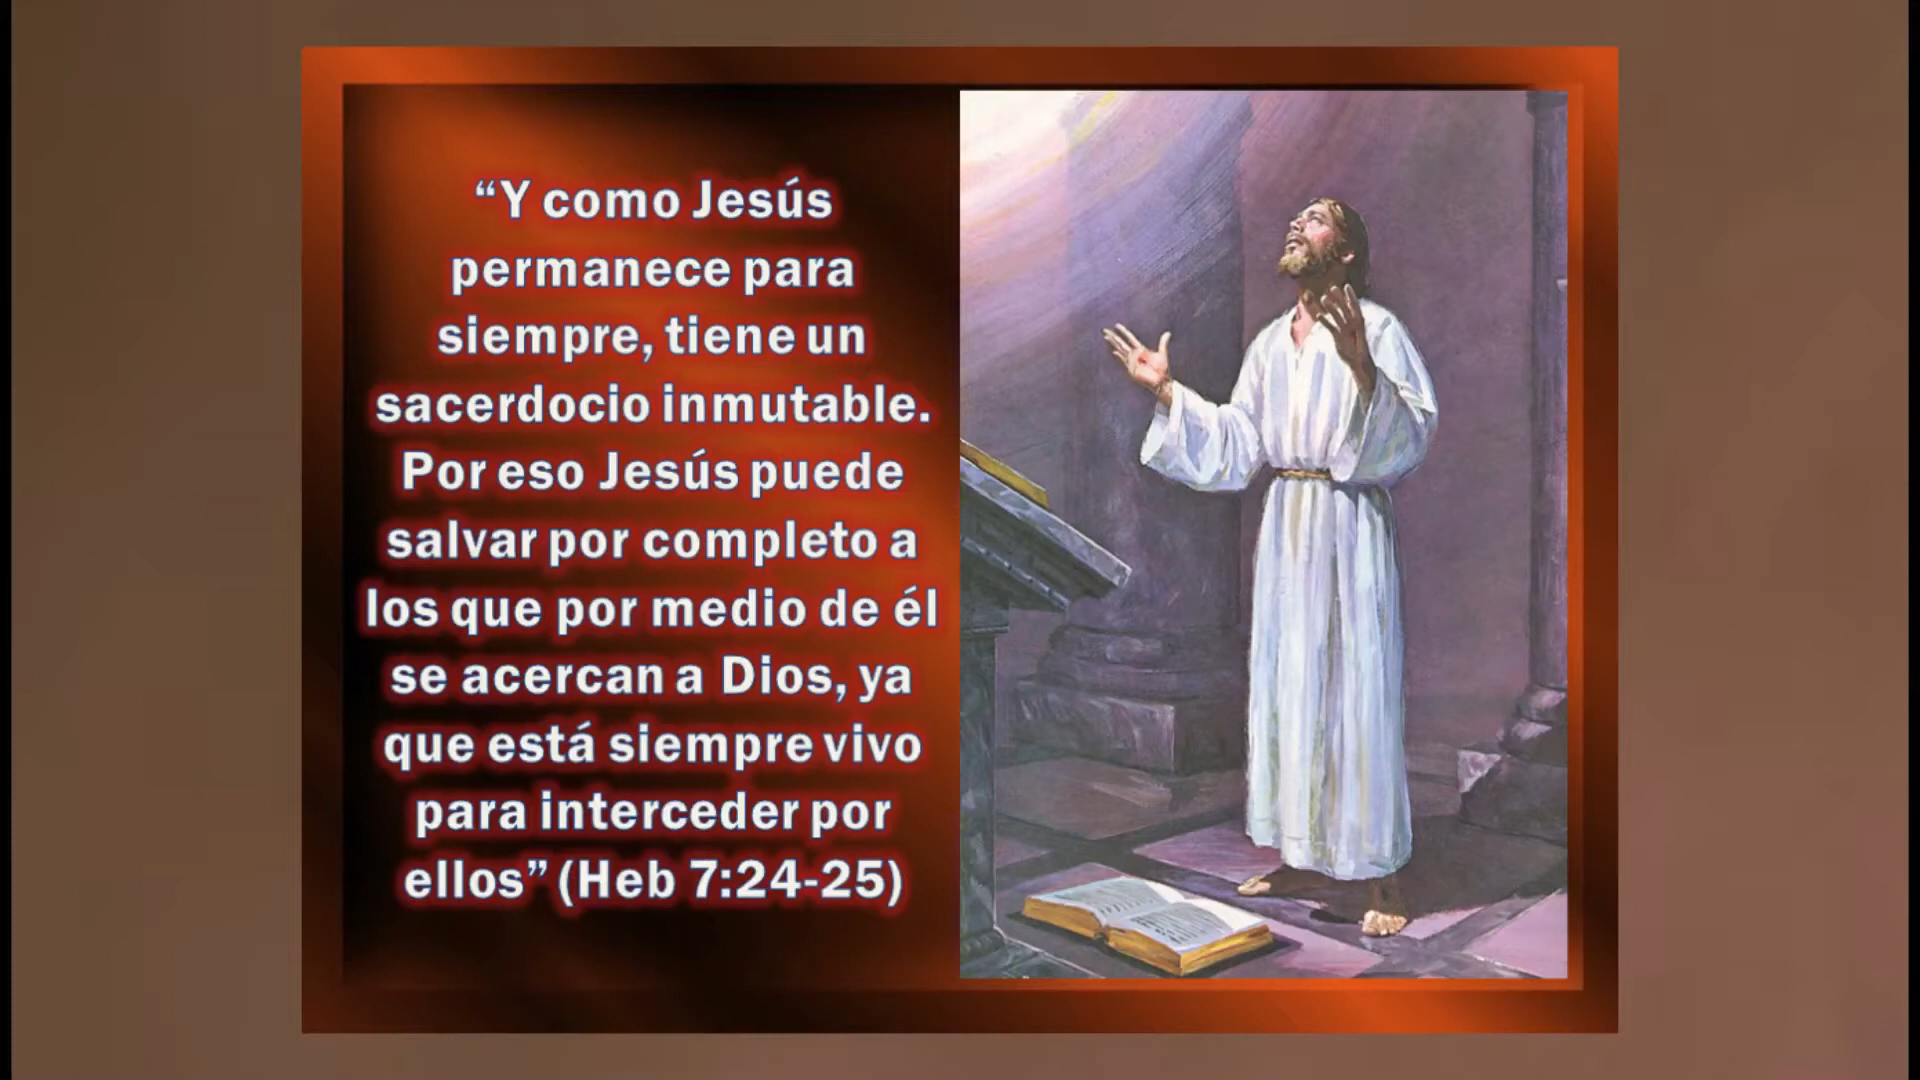 “Y como Jesús
permanece para
siempre, tiene un
sacerdocio inmutable.
Por eso Jesús puede
salvar por completo a
los que por medio de él
se acercan a Dios, ya
que está siempre vivo
para interceder por
ellos” (Heb 7:24-25)